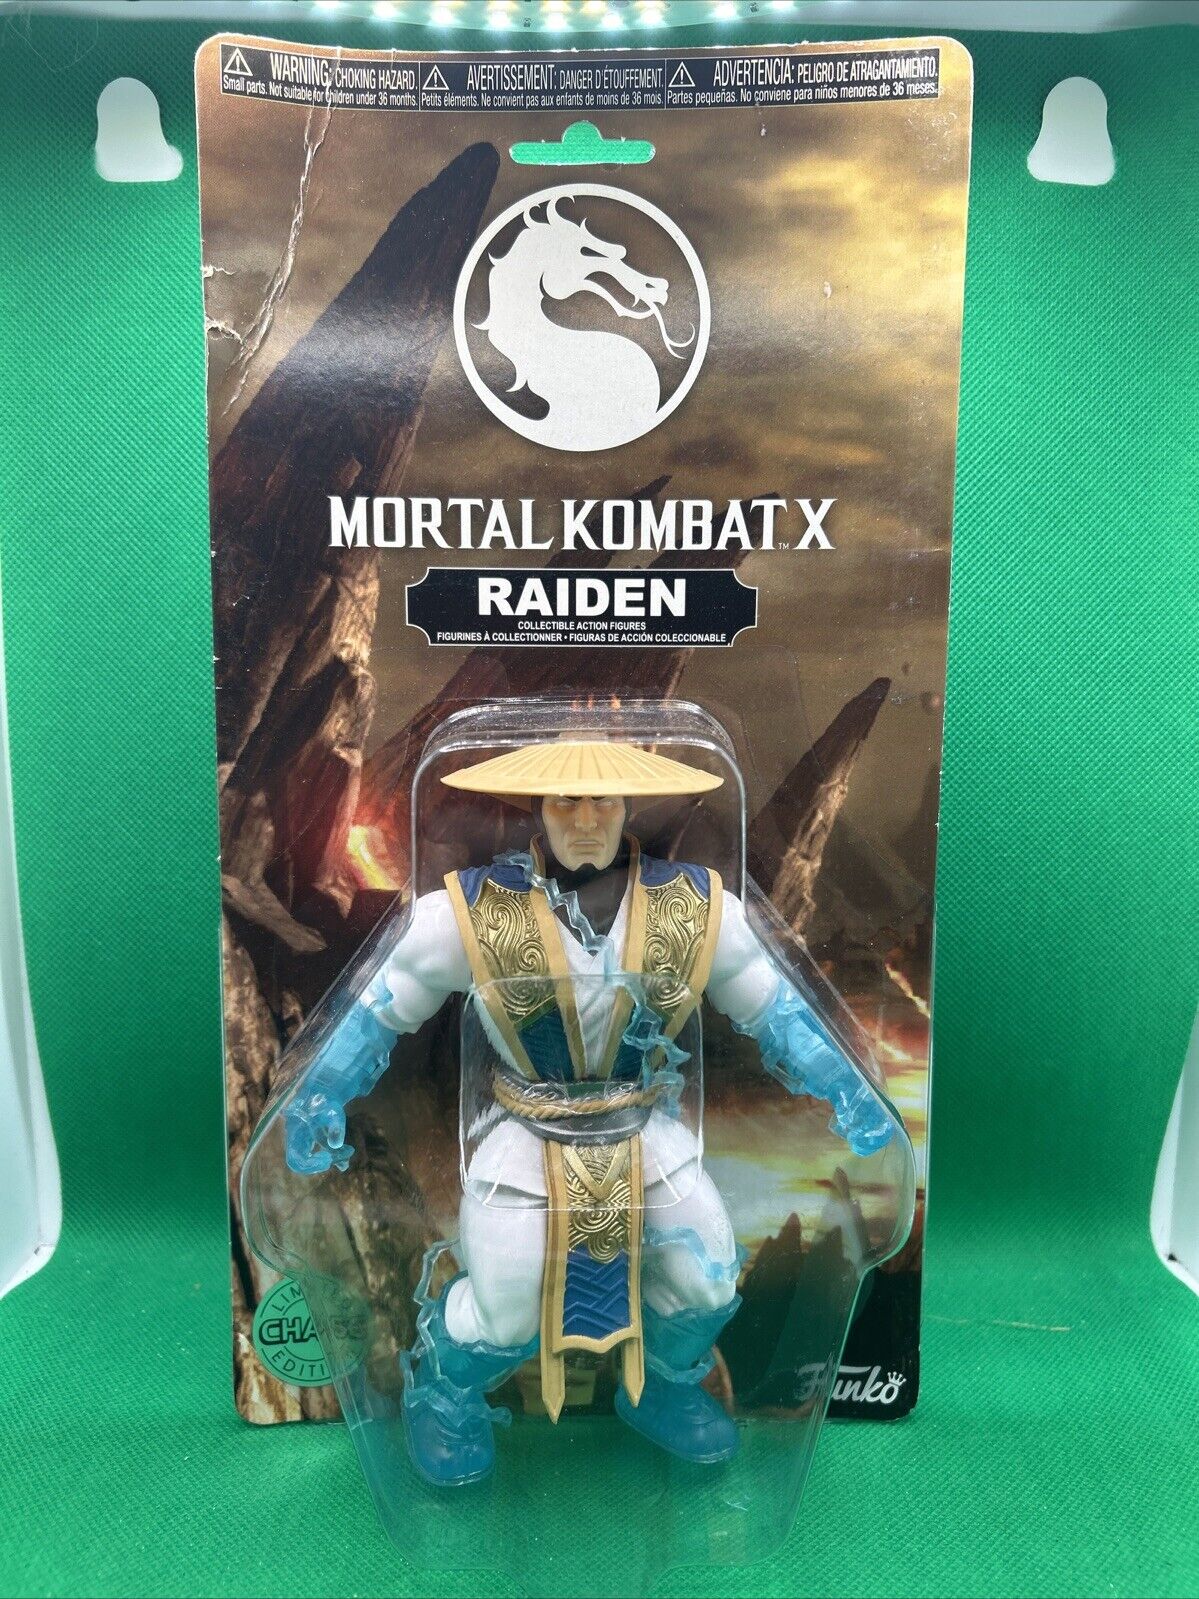 WARNING: CHOKING HAZARD.
Small parts. Not suitable for children under 36 months.
AVERTISSEMENT: DANGER D'ÉTOUFFEMENT.
Petits éléments. Ne convient pas aux enfants de moins de 36 mois.
ADVERTENCIA: PELIGRO DE ATRAGANTAMIENTO.
Partes pequeñas. No conviene para niños menores de 36 meses.
MORTAL KOMBAT X
TM
RAIDEN
COLLECTIBLE ACTION FIGURES
FIGURINES À COLLECTIONNER • FIGURAS DE ACCIÓN COLECCIONABLE
Funko